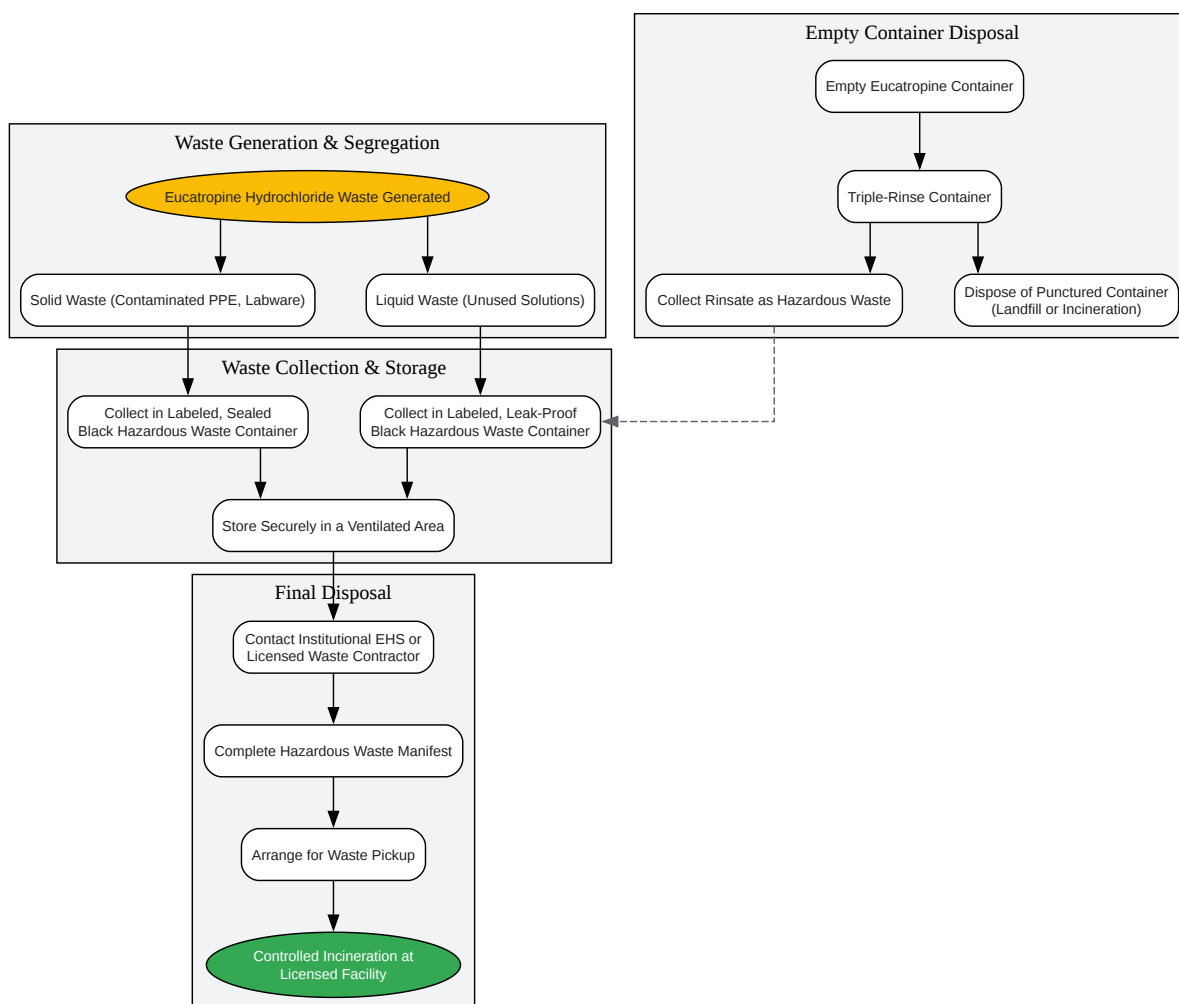 Empty Container Disposal
Empty Eucatropine Container
Triple-Rinse Container
Collect Rinsate as Hazardous Waste
Dispose of Punctured Container
(Landfill or Incineration)
Waste Generation & Segregation
Eucatropine Hydrochloride Waste Generated
Solid Waste (Contaminated PPE, Labware)
Liquid Waste (Unused Solutions)
Waste Collection & Storage
Collect in Labeled, Sealed
Black Hazardous Waste Container
Collect in Labeled, Leak-Proof
Black Hazardous Waste Container
Store Securely in a Ventilated Area
Final Disposal
Contact Institutional EHS or
Licensed Waste Contractor
Complete Hazardous Waste Manifest
Arrange for Waste Pickup
Controlled Incineration at
Licensed Facility